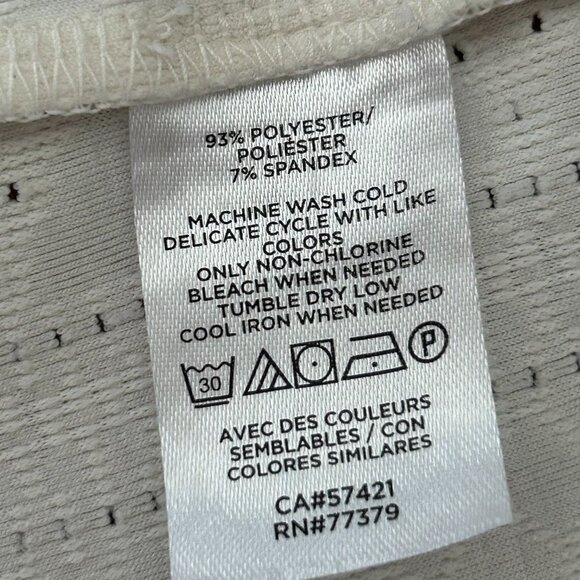 93% POLYESTER/
POLIÉSTER
7% SPANDEX
MACHINE WASH COLD
DELICATE CYCLE WITH LIKE
COLORS
ONLY NON-CHLORINE
BLEACH WHEN NEEDED
TUMBLE DRY LOW
COOL IRON WHEN NEEDED
30 P
AVEC DES COULEURS
SEMBLABLES / CON
COLORES SIMILARES
CA#57421
RN#77379